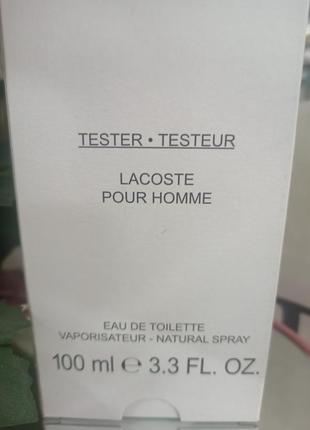 TESTER • TESTEUR
LACOSTE
POUR HOMME
EAU DE TOILETTE
VAPORISATEUR - NATURAL SPRAY
100 ml ℮ 3.3 FL. OZ.